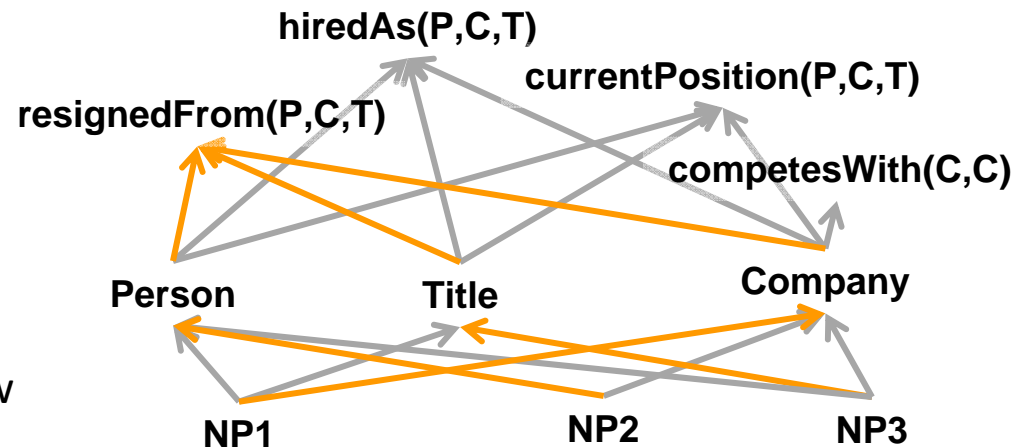 hiredAs(P,C,T)
currentPosition(P,C,T)
resignedFrom(P,C,T)
competesWith(C,C)
Person
Title
Company
NP1
NP2
NP3